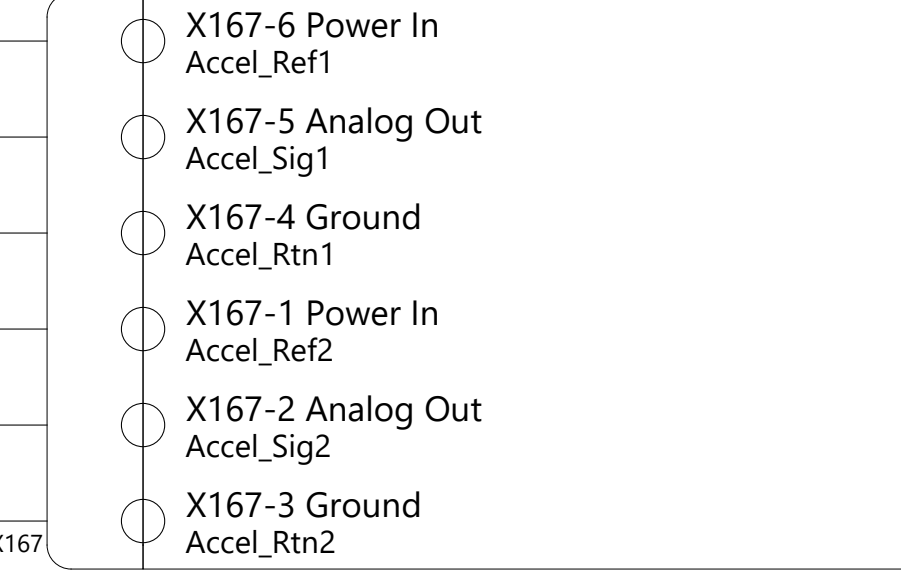 X167-6 Power In
Accel_Ref1
X167-5 Analog Out
Accel_Sig1
X167-4 Ground
Accel_Rtn1
X167-1 Power In
Accel_Ref2
X167-2 Analog Out
Accel_Sig2
X167-3 Ground
Accel_Rtn2
X167